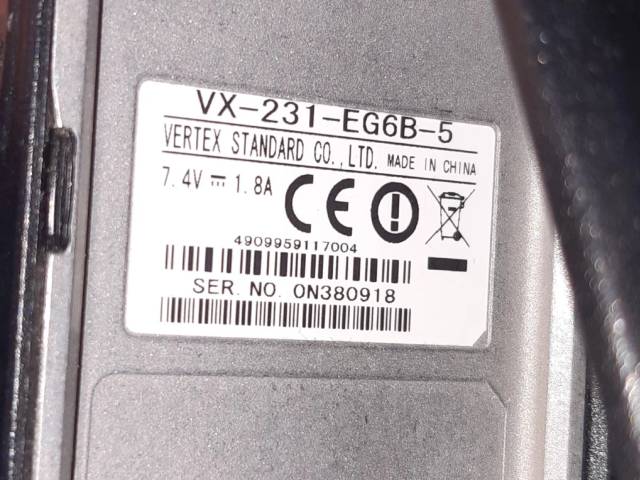 VX-231-EG6B-5
VERTEX STANDARD CO., LTD. MADE IN CHINA
7.4V ⎓ 1.8A CE
4909959117004
SER. NO. 0N380918